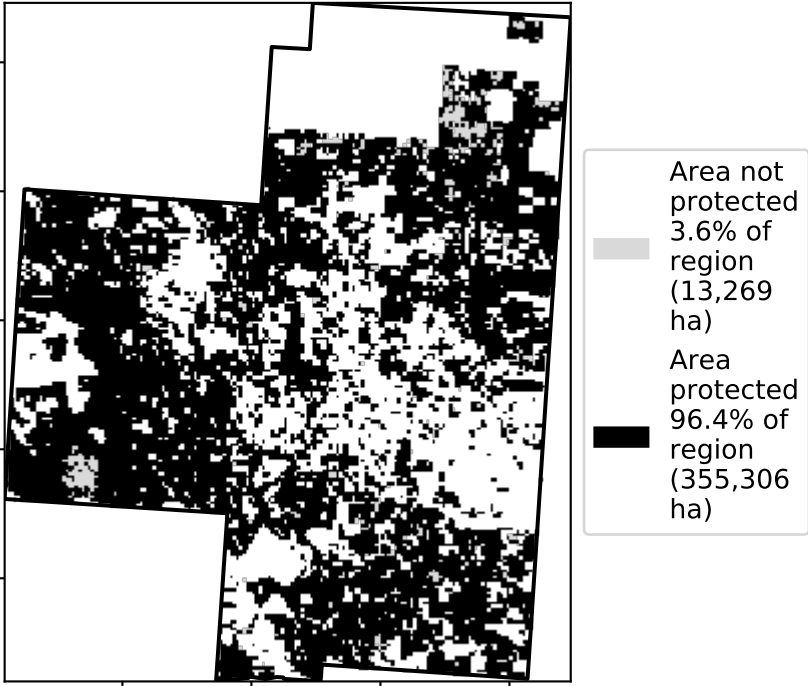 Area not
protected
3.6% of
region
(13,269
ha)
Area
protected
96.4% of
region
(355,306
ha)